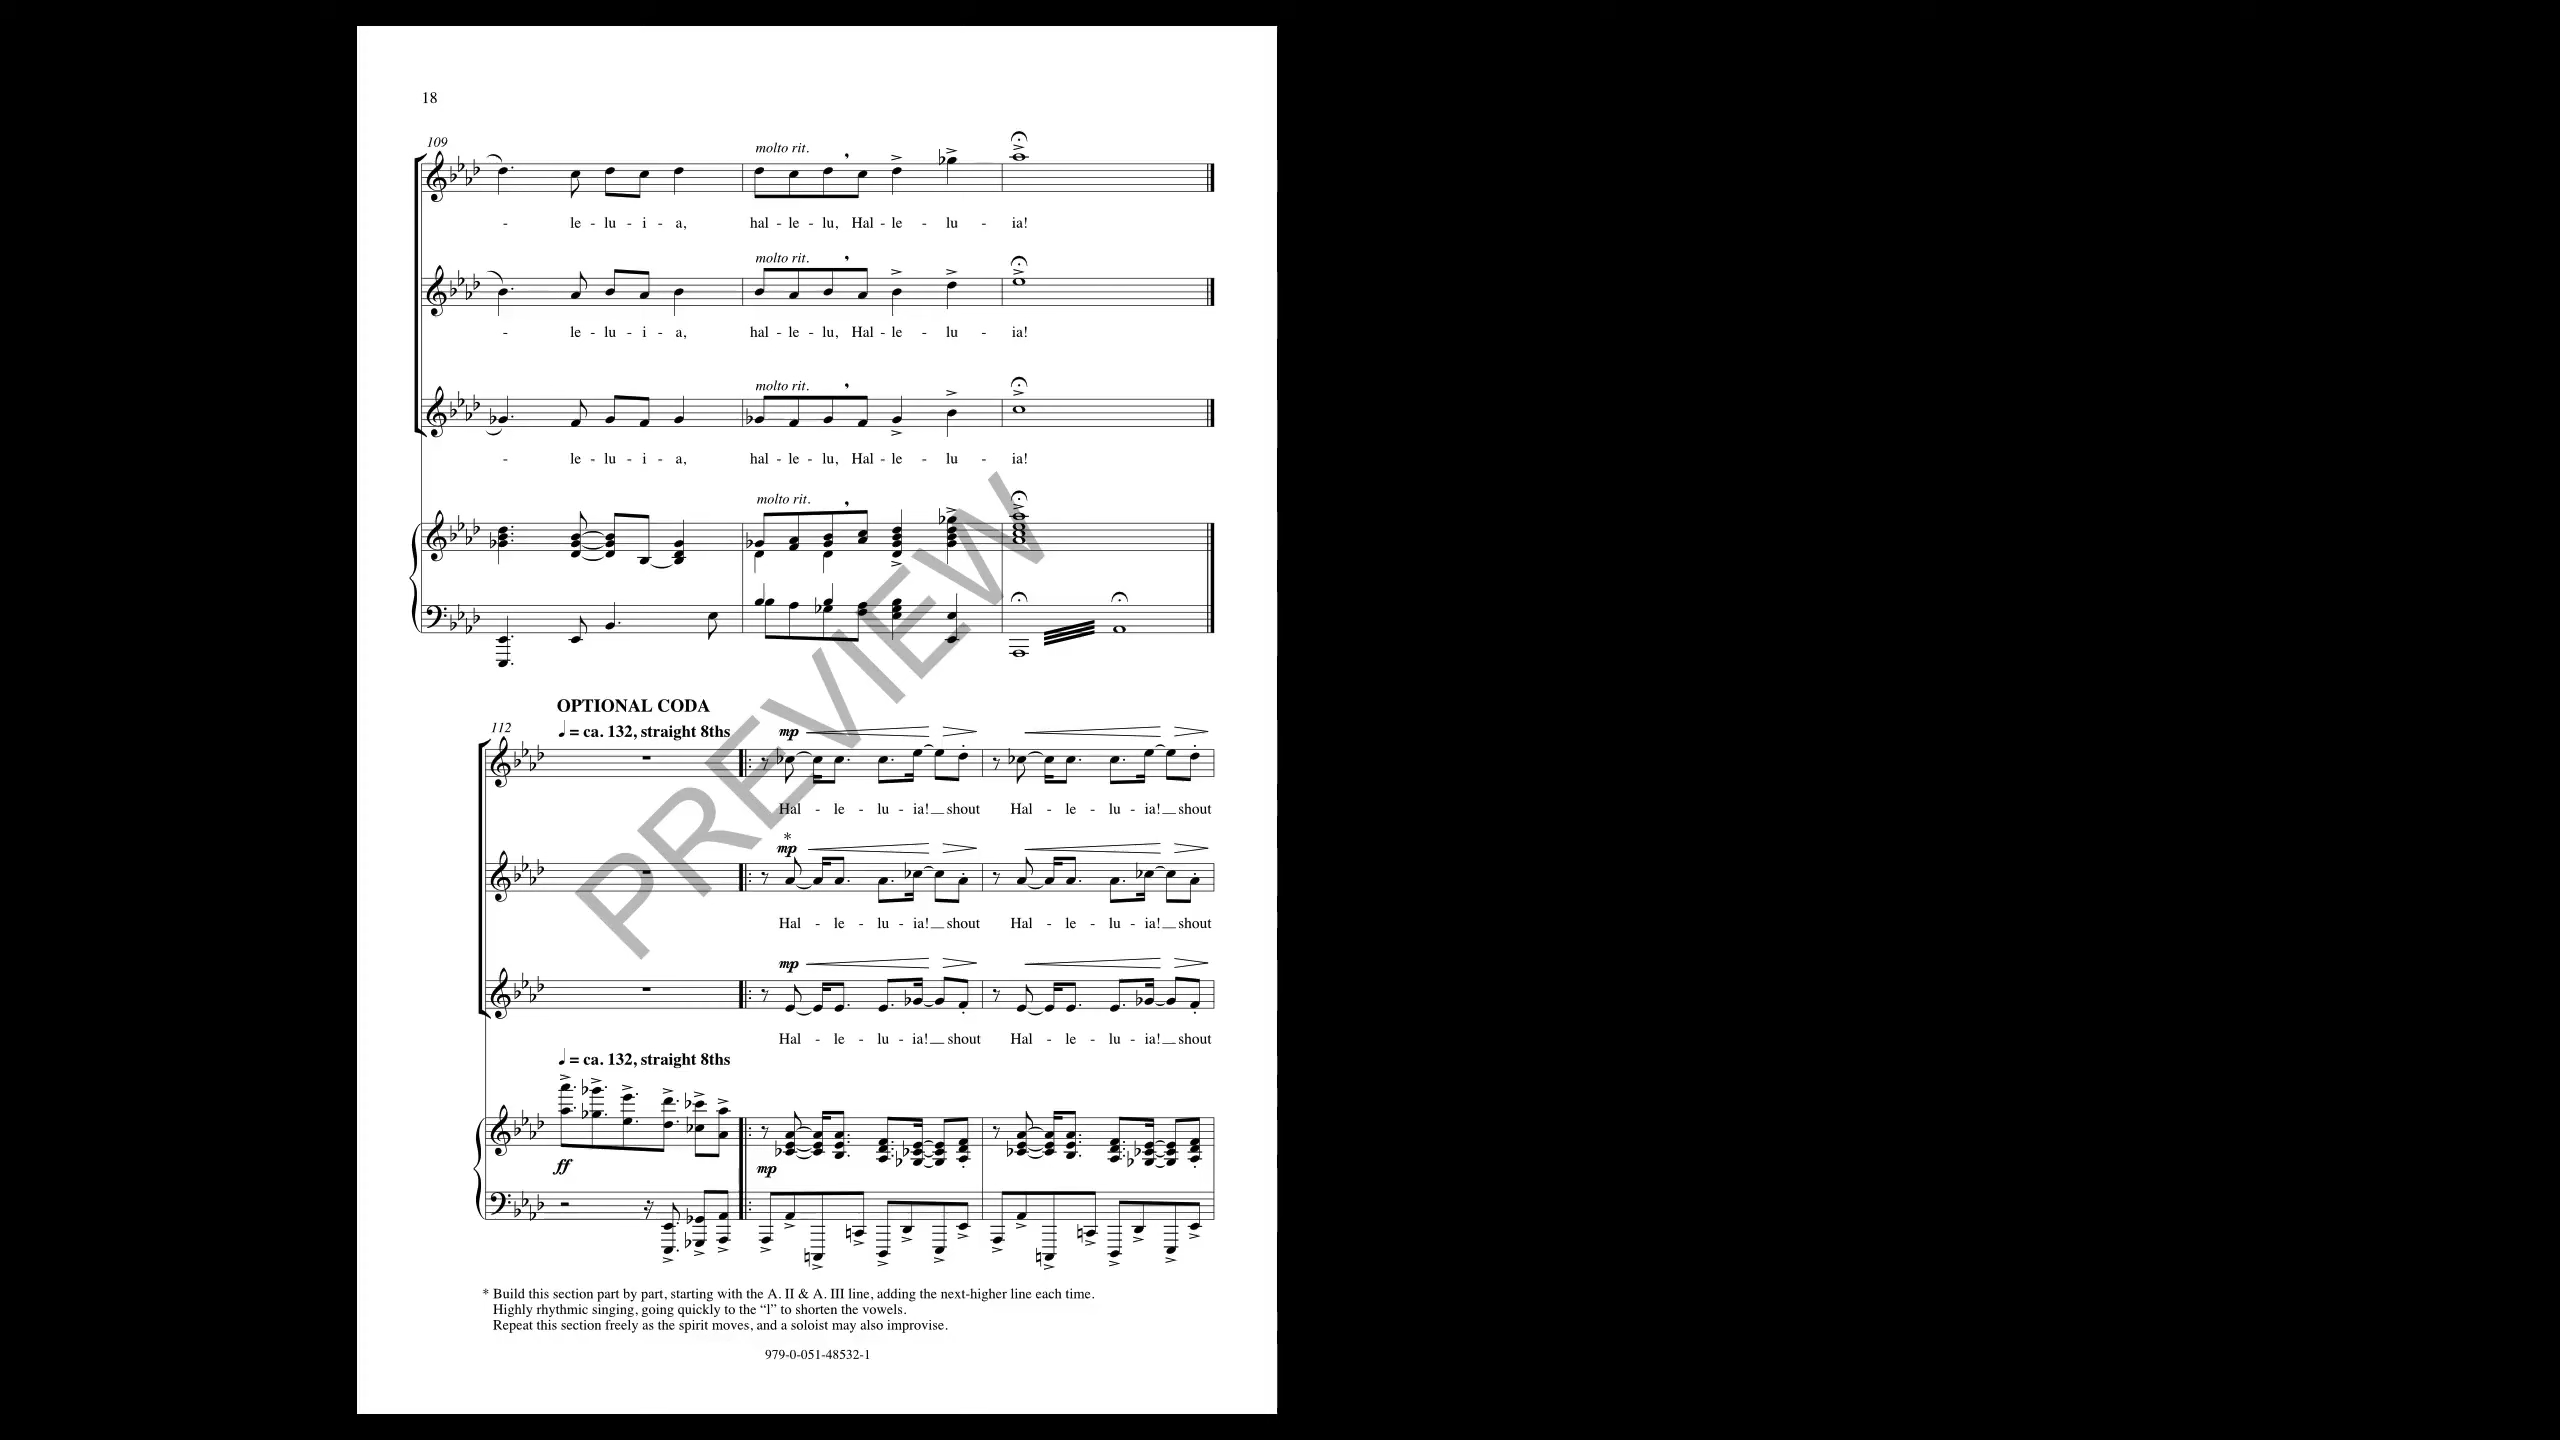 18
109
molto rit.
- le - lu - i - a, hal - le - lu, Hal - le - lu - ia!
molto rit.
- le - lu - i - a, hal - le - lu, Hal - le - lu - ia!
molto rit.
- le - lu - i - a, hal - le - lu, Hal - le - lu - ia!
molto rit.
PREVIEW
OPTIONAL CODA
112
♩ = ca. 132, straight 8ths
mp
Hal - le - lu - ia! shout Hal - le - lu - ia! shout
*
mp
Hal - le - lu - ia! shout Hal - le - lu - ia! shout
mp
Hal - le - lu - ia! shout Hal - le - lu - ia! shout
♩ = ca. 132, straight 8ths
ff mp
* Build this section part by part, starting with the A. II & A. III line, adding the next-higher line each time.
Highly rhythmic singing, going quickly to the “l” to shorten the vowels.
Repeat this section freely as the spirit moves, and a soloist may also improvise.
979-0-051-48532-1